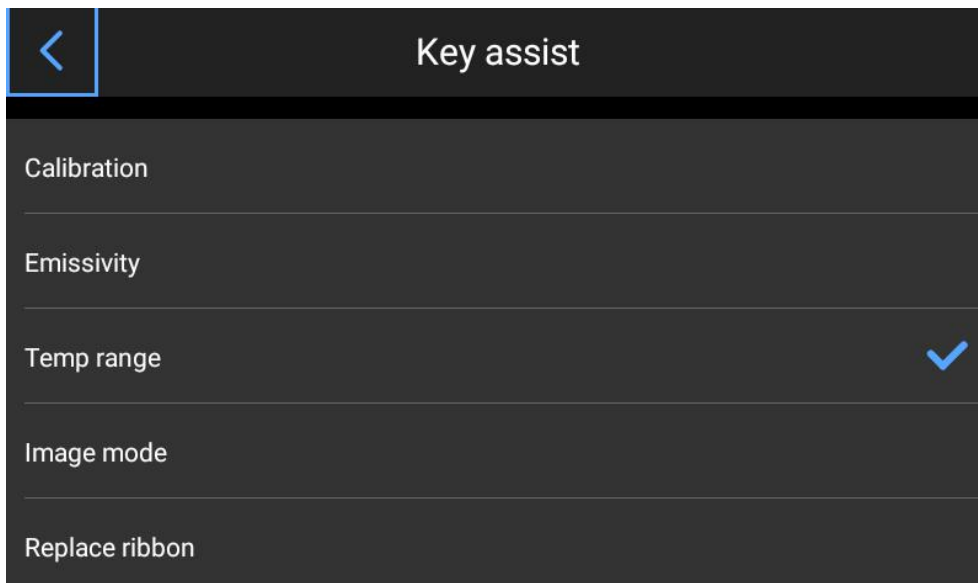 Key assist
Calibration
Emissivity
Temp range
Image mode
Replace ribbon